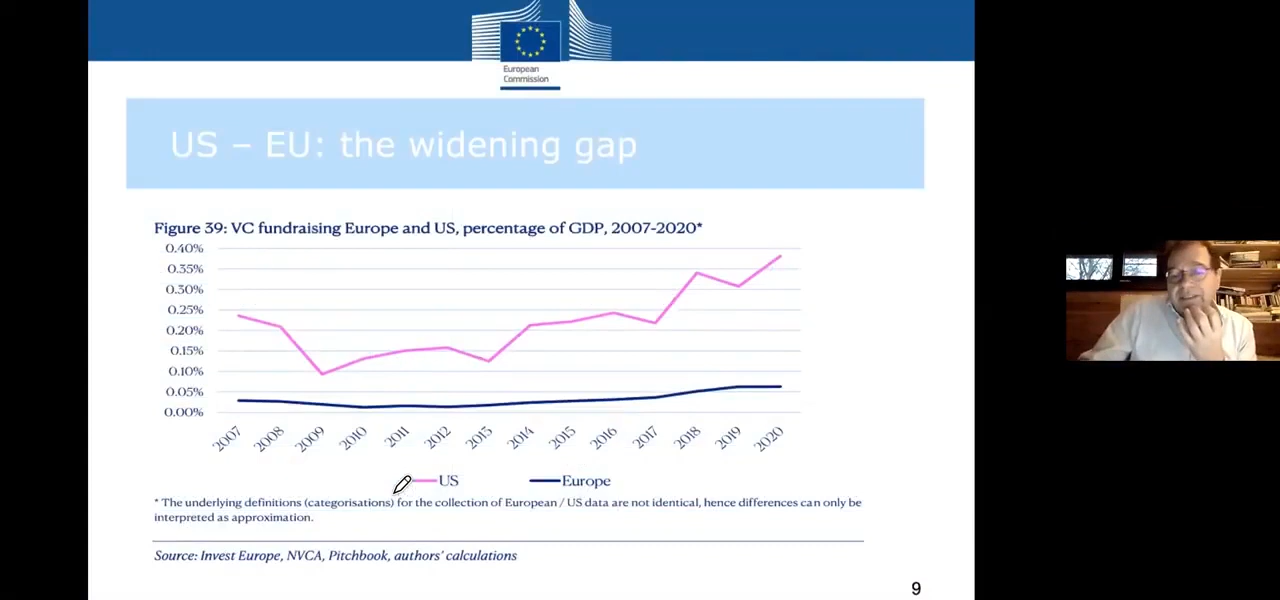 European
Commission
US – EU: the widening gap
Figure 39: VC fundraising Europe and US, percentage of GDP, 2007-2020*
0.40%
0.35%
0.30%
0.25%
0.20%
0.15%
0.10%
0.05%
0.00%
2007 2008 2009 2010 2011 2012 2013 2014 2015 2016 2017 2018 2019 2020
US Europe
* The underlying definitions (categorisations) for the collection of European / US data are not identical, hence differences can only be
interpreted as approximation.
Source: Invest Europe, NVCA, Pitchbook, authors' calculations
9